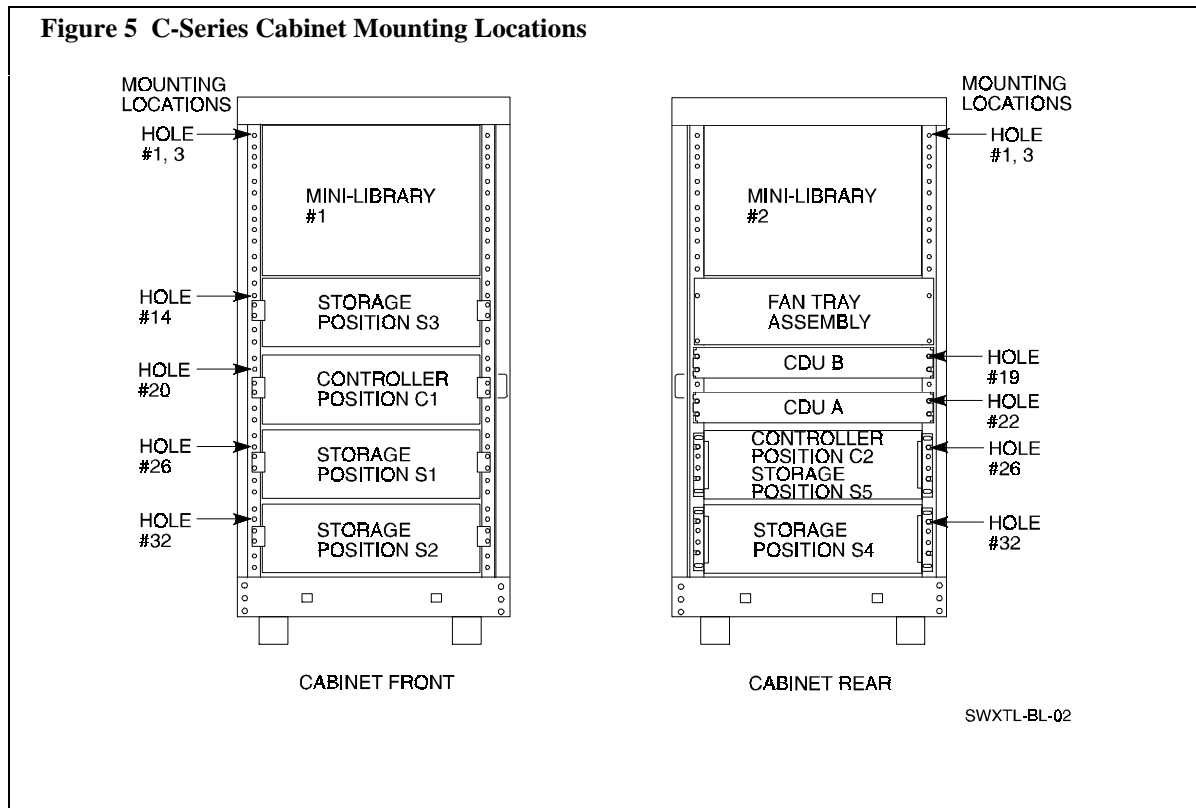 Figure 5 C-Series Cabinet Mounting Locations
MOUNTING
LOCATIONS
HOLE
#1, 3
MINI-LIBRARY
#1
HOLE
#14
STORAGE
POSITION S3
HOLE
#20
CONTROLLER
POSITION C1
HOLE
#26
STORAGE
POSITION S1
HOLE
#32
STORAGE
POSITION S2
CABINET FRONT
MOUNTING
LOCATIONS
HOLE
#1, 3
MINI-LIBRARY
#2
FAN TRAY
ASSEMBLY
CDU B
HOLE
#19
CDU A
HOLE
#22
CONTROLLER
POSITION C2
STORAGE
POSITION S5
HOLE
#26
STORAGE
POSITION S4
HOLE
#32
CABINET REAR
SWXTL-BL-02